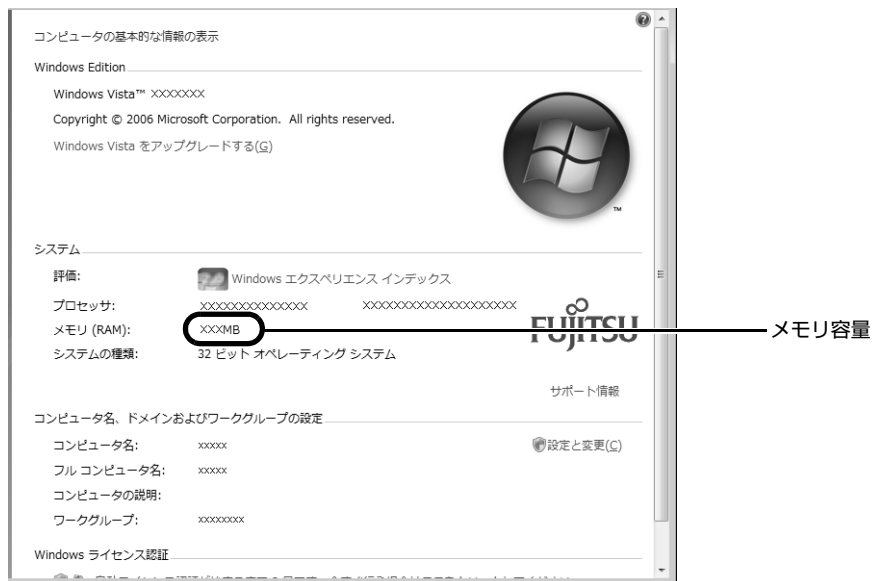 コンピュータの基本的な情報の表示
Windows Edition
Windows Vista™ XXXXXXX
Copyright © 2006 Microsoft Corporation. All rights reserved.
Windows Vista をアップグレードする(G)
TM
システム
評価:
Windows エクスペリエンス インデックス
プロセッサ: XXXXXXXXXXXXXX XXXXXXXXXXXXXXXXXXXX
メモリ (RAM): XXXMB
メモリ容量
FUJITSU
システムの種類: 32 ビット オペレーティング システム
サポート情報
コンピュータ名、ドメインおよびワークグループの設定
コンピュータ名: xxxxx
設定と変更(C)
フル コンピュータ名: xxxxx
コンピュータの説明:
ワークグループ: xxxxxxxx
Windows ライセンス認証